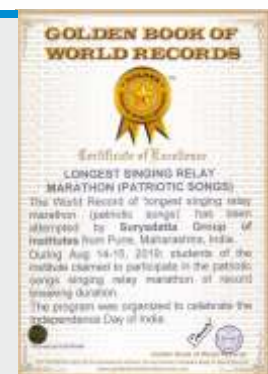 GOLDEN BOOK OF
WORLD RECORDS
Certificate of Excellence
LONGEST SINGING RELAY
MARATHON (PATRIOTIC SONGS)
The World Record of 'longest singing relay
marathon (patriotic songs)' has been
attempted by Suryadatta Group of
Institutes from Pune, Maharashtra, India.
During Aug 14-15, 2019, students of the
institute claimed to participate in the patriotic
songs singing relay marathon of record
breaking duration.
The program was organized to celebrate the
Independence Day of India.